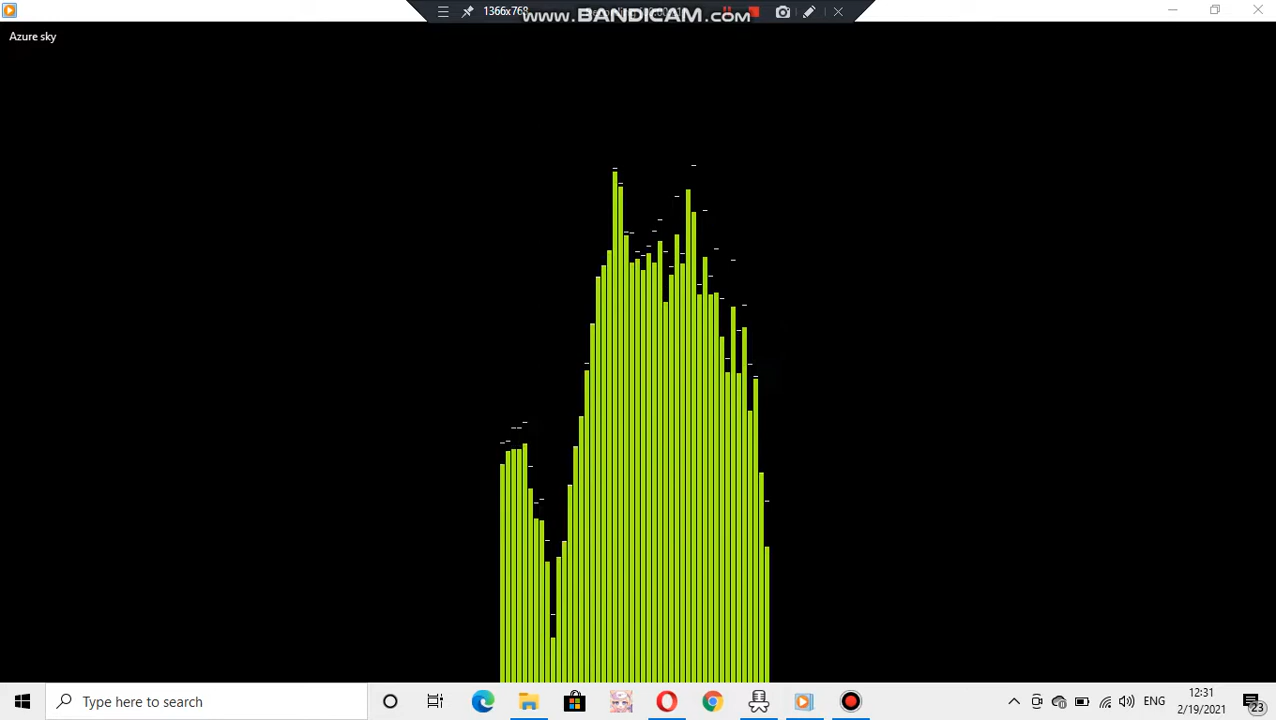 1366x768
www.BANDICAM.com
Azure sky
Type here to search
ENG
12:31
2/19/2021
23